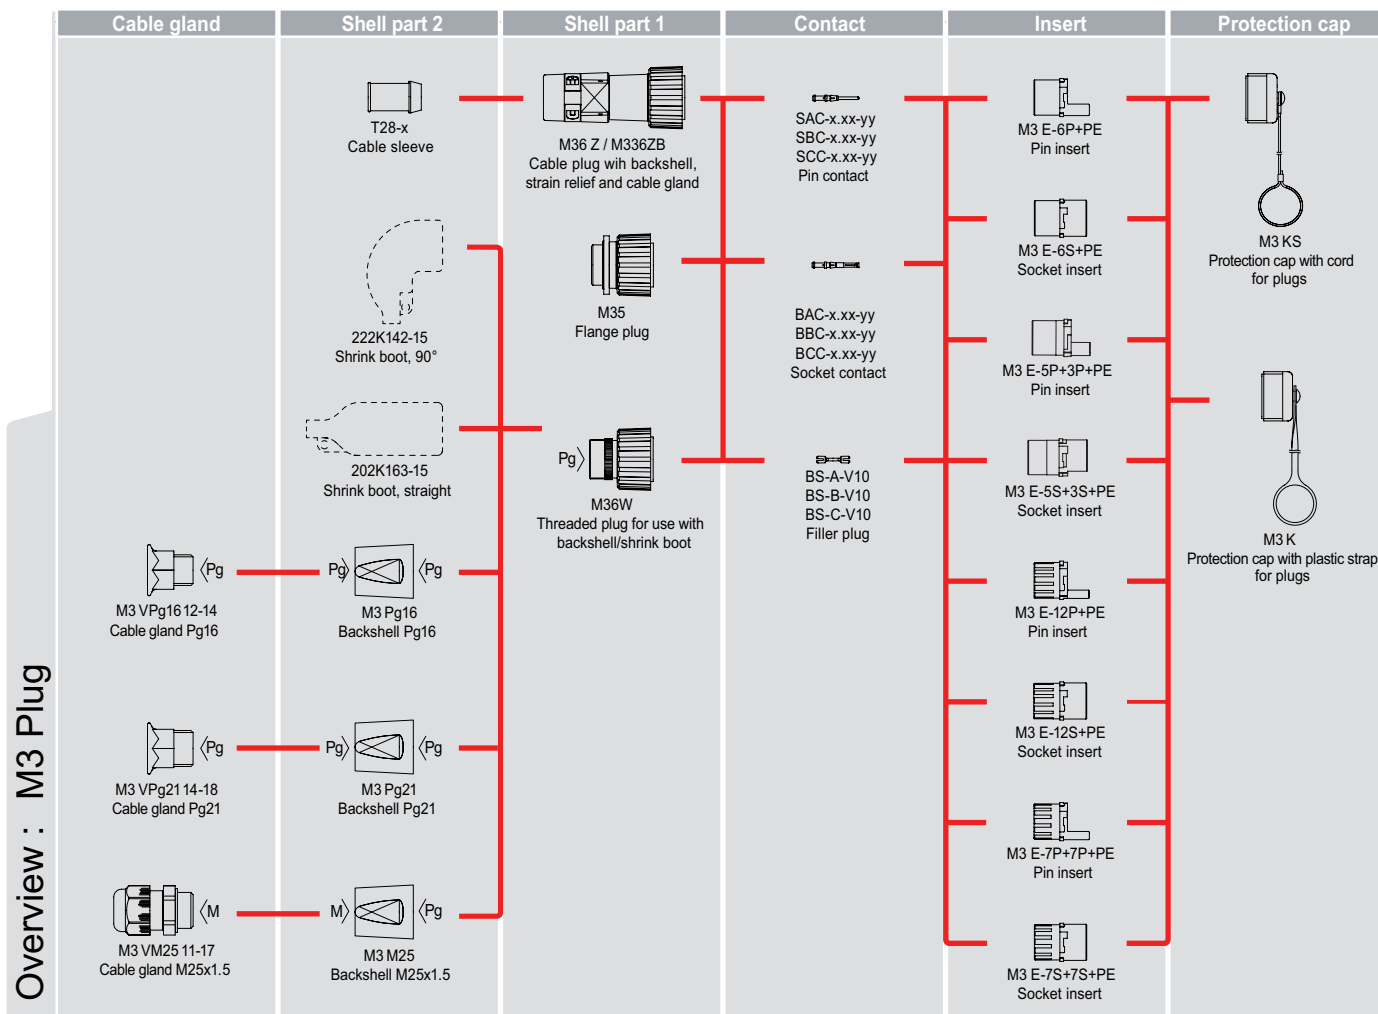 Cable gland
Shell part 2
Shell part 1
Contact
Insert
Protection cap
Overview : M3 Plug
Pg
M3 VPg16 12-14
Cable gland Pg16
Pg
M3 VPg21 14-18
Cable gland Pg21
M
M3 VM25 11-17
Cable gland M25x1.5
T28-x
Cable sleeve
222K142-15
Shrink boot, 90°
202K163-15
Shrink boot, straight
Pg
Pg
M3 Pg16
Backshell Pg16
Pg
Pg
M3 Pg21
Backshell Pg21
M
Pg
M3 M25
Backshell M25x1.5
M36 Z / M336ZB
Cable plug wih backshell,
strain relief and cable gland
M35
Flange plug
Pg
M36W
Threaded plug for use with
backshell/shrink boot
SAC-x.xx-yy
SBC-x.xx-yy
SCC-x.xx-yy
Pin contact
BAC-x.xx-yy
BBC-x.xx-yy
BCC-x.xx-yy
Socket contact
BS-A-V10
BS-B-V10
BS-C-V10
Filler plug
M3 E-6P+PE
Pin insert
M3 E-6S+PE
Socket insert
M3 E-5P+3P+PE
Pin insert
M3 E-5S+3S+PE
Socket insert
M3 E-12P+PE
Pin insert
M3 E-12S+PE
Socket insert
M3 E-7P+7P+PE
Pin insert
M3 E-7S+7S+PE
Socket insert
M3 KS
Protection cap with cord
for plugs
M3 K
Protection cap with plastic strap
for plugs